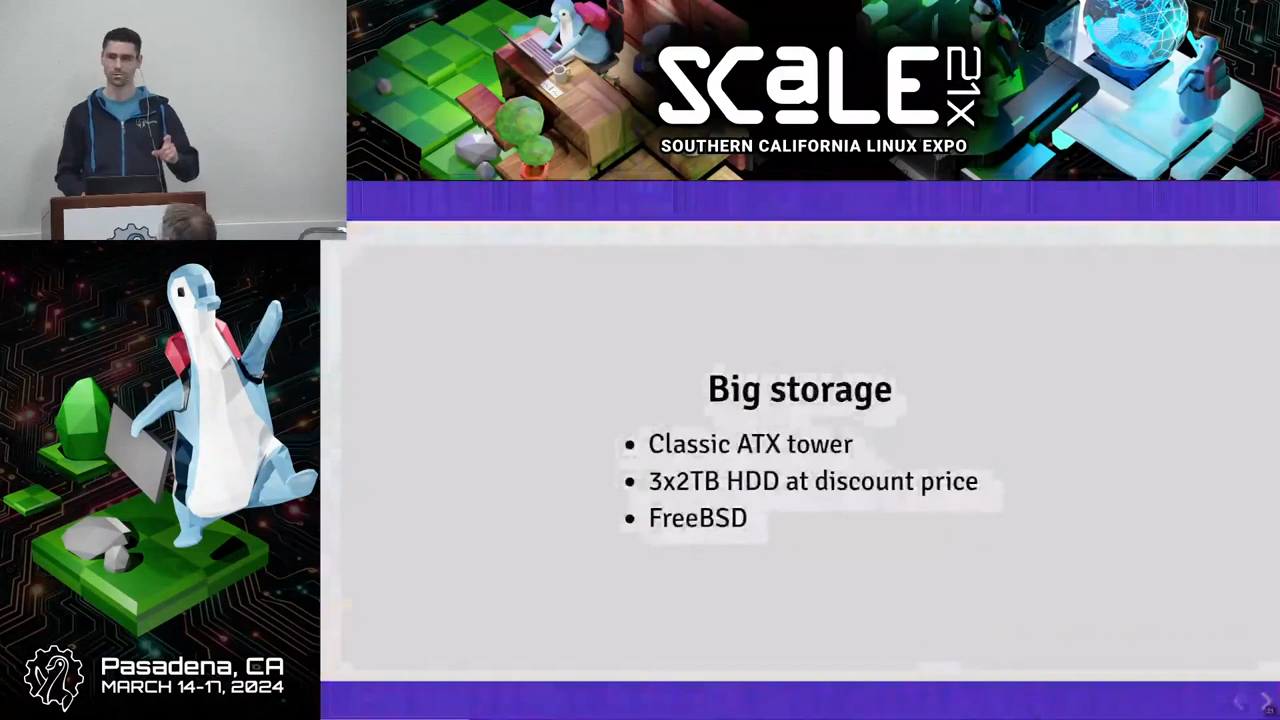 SCaLE 21x
SOUTHERN CALIFORNIA LINUX EXPO
Big storage
• Classic ATX tower
• 3x2TB HDD at discount price
• FreeBSD
Pasadena, CA
MARCH 14-17, 2024